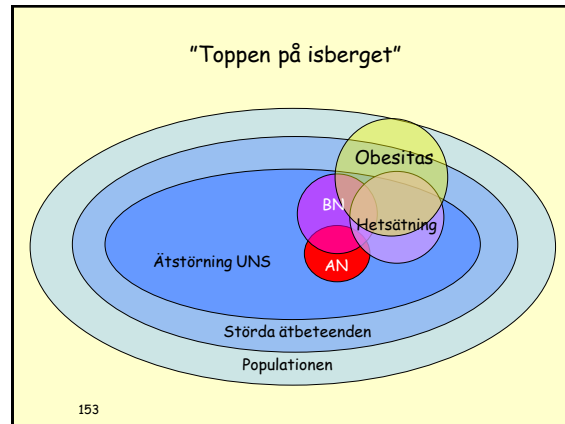 ”Toppen på isberget”
Obesitas
BN
Hetsätning
Ätstörning UNS
AN
Störda ätbeteenden
Populationen
153